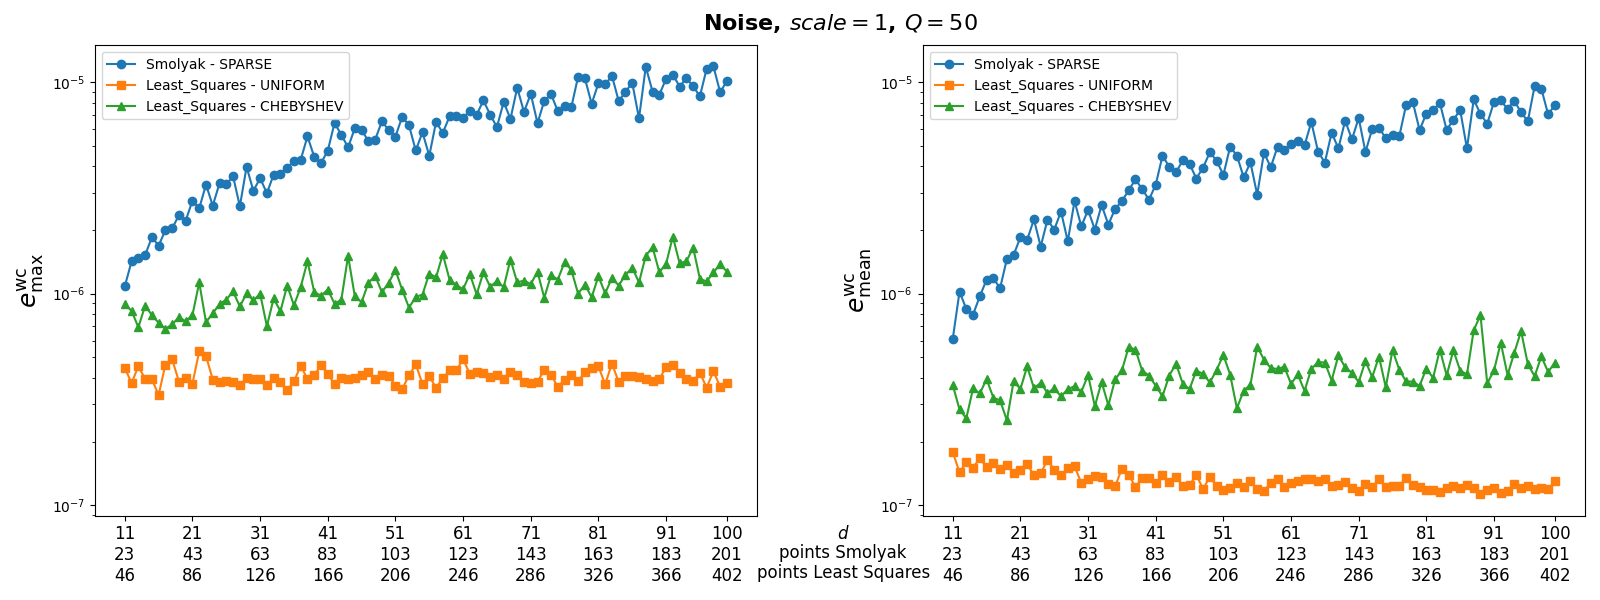 Noise, scale = 1, Q = 50
Smolyak - SPARSE
Least_Squares - UNIFORM
Least_Squares - CHEBYSHEV
10⁻⁵
10⁻⁶
10⁻⁷
e^wc_max
11 21 31 41 51 61 71 81 91 100
23 43 63 83 103 123 143 163 183 201
46 86 126 166 206 246 286 326 366 402
d
points Smolyak
points Least Squares
Smolyak - SPARSE
Least_Squares - UNIFORM
Least_Squares - CHEBYSHEV
10⁻⁵
10⁻⁶
10⁻⁷
e^wc_mean
11 21 31 41 51 61 71 81 91 100
23 43 63 83 103 123 143 163 183 201
46 86 126 166 206 246 286 326 366 402